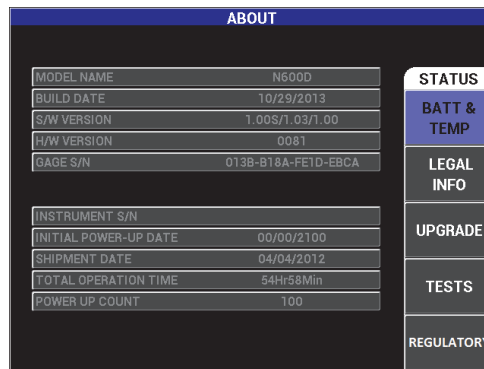 ABOUT
MODEL NAME N600D
BUILD DATE 10/29/2013
S/W VERSION 1.00S/1.03/1.00
H/W VERSION 0081
GAGE S/N 013B-B18A-FE1D-EBCA
INSTRUMENT S/N
INITIAL POWER-UP DATE 00/00/2100
SHIPMENT DATE 04/04/2012
TOTAL OPERATION TIME 54Hr58Min
POWER UP COUNT 100
STATUS
BATT &
TEMP
LEGAL
INFO
UPGRADE
TESTS
REGULATORY